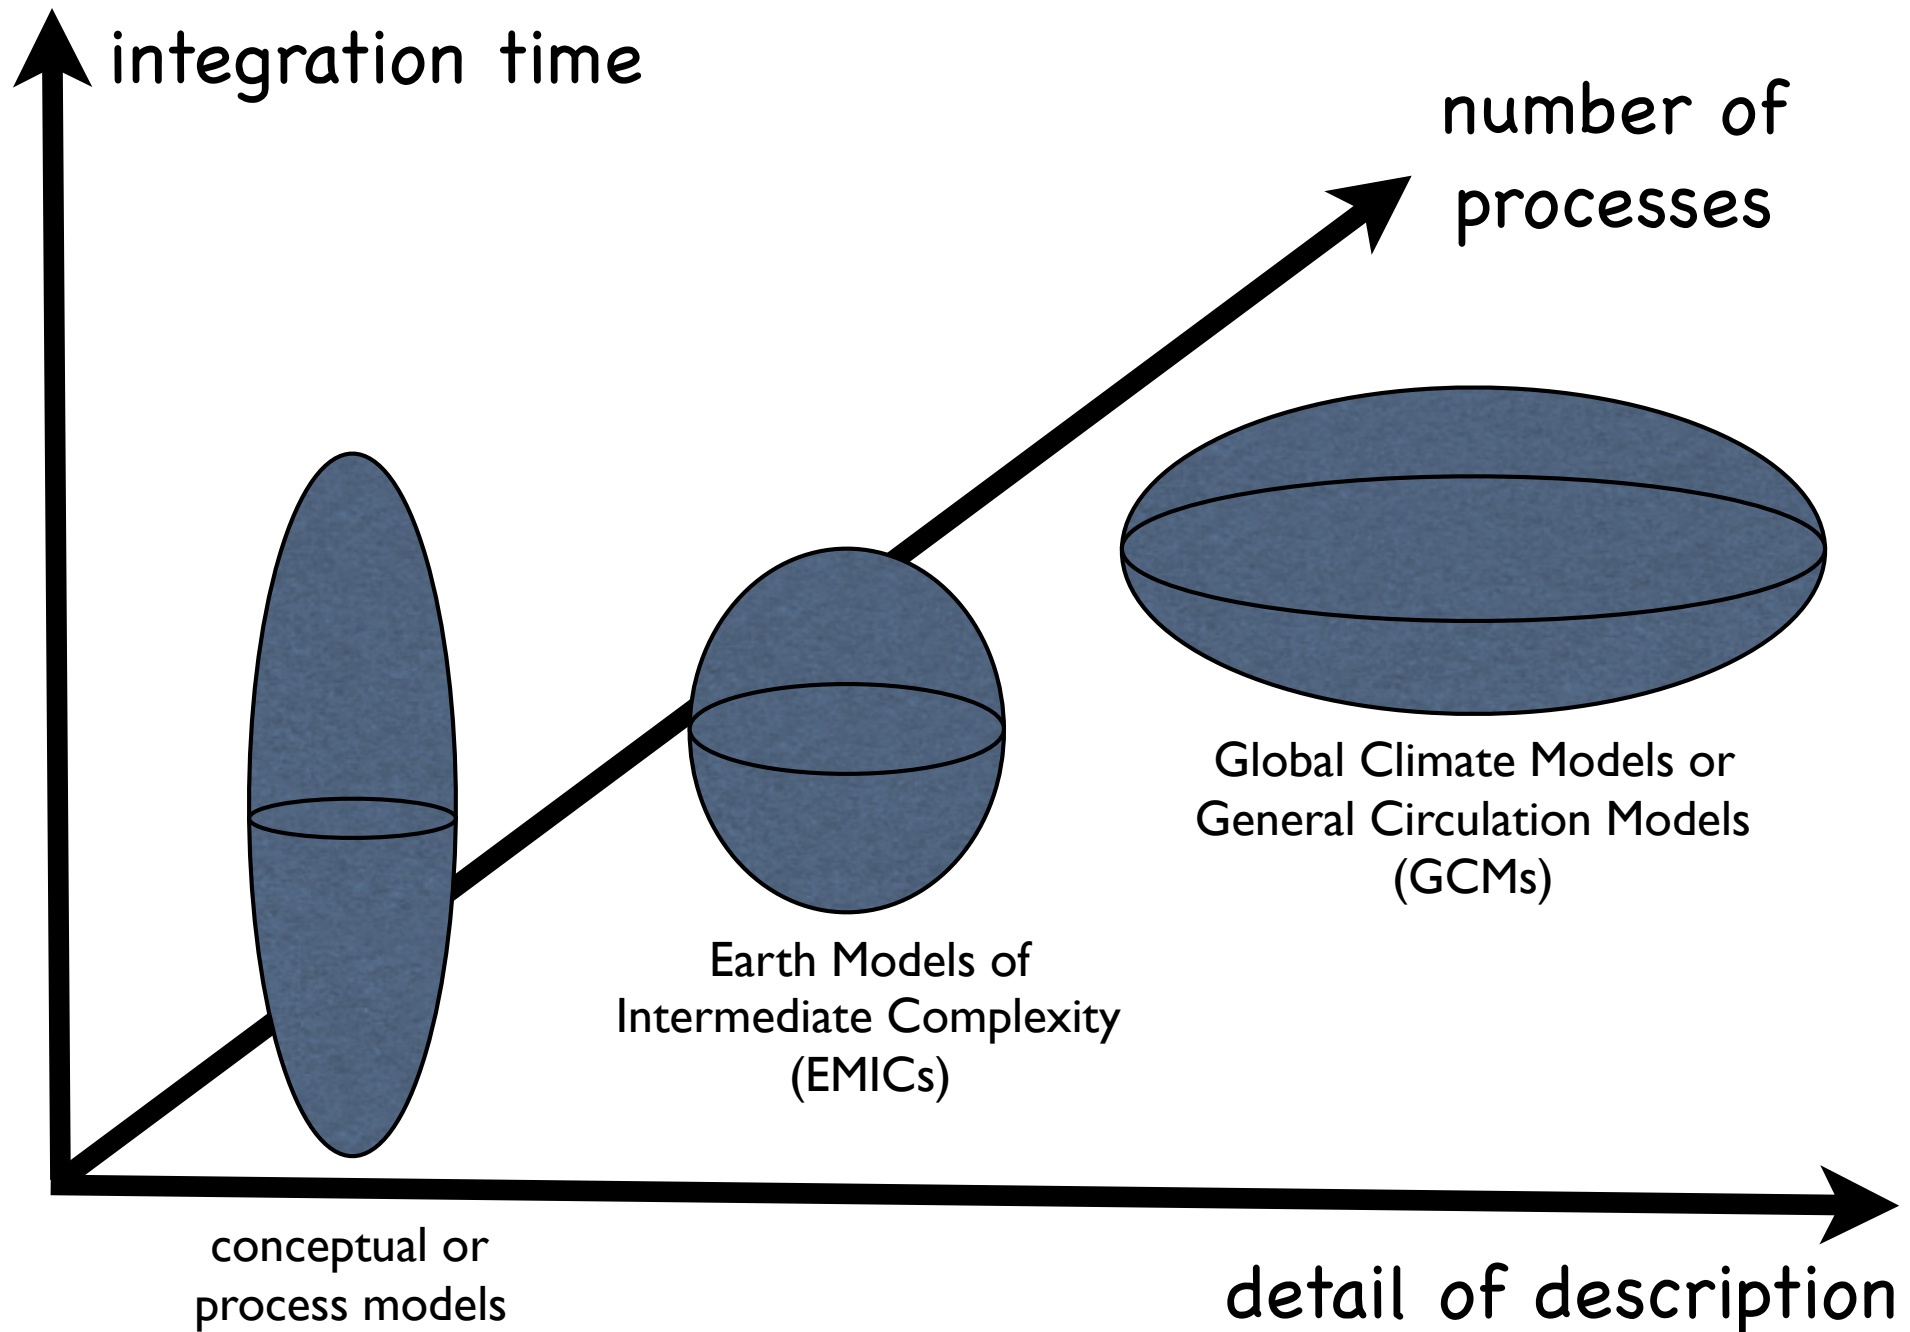 integration time
number of
processes
Global Climate Models or
General Circulation Models
(GCMs)
Earth Models of
Intermediate Complexity
(EMICs)
conceptual or
process models
detail of description